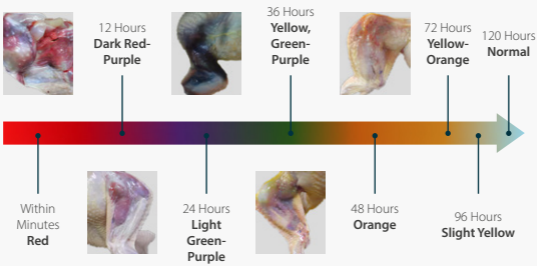 12 Hours
Dark Red-
Purple
36 Hours
Yellow,
Green-
Purple
72 Hours
Yellow-
Orange
120 Hours
Normal
Within
Minutes
Red
24 Hours
Light
Green-
Purple
48 Hours
Orange
96 Hours
Slight Yellow